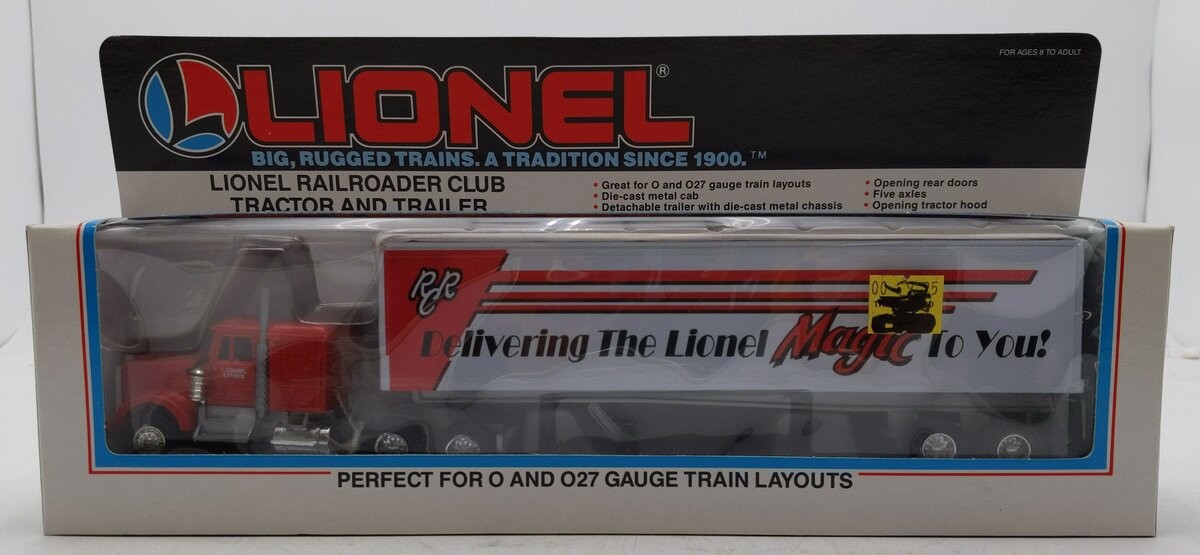 FOR AGES 8 TO ADULT
LIONEL®
BIG, RUGGED TRAINS. A TRADITION SINCE 1900.™
LIONEL RAILROADER CLUB
TRACTOR AND TRAILER
• Great for O and O27 gauge train layouts
• Die-cast metal cab
• Detachable trailer with die-cast metal chassis
• Opening rear doors
• Five axles
• Opening tractor hood
RCR
Delivering The Lionel Magic To You!
LIONEL
LINES
PERFECT FOR O AND O27 GAUGE TRAIN LAYOUTS